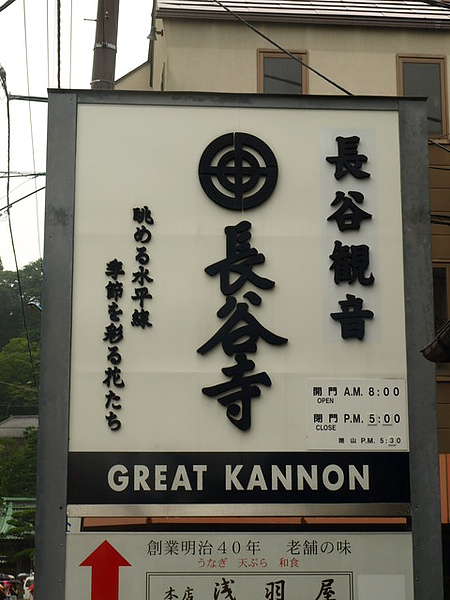 長谷観音
長谷寺
眺める水平線
季節を彩る花たち
開門 A.M. 8:00
OPEN
閉門 P.M. 5:00
CLOSE
閉山 P.M. 5:30
GREAT KANNON
創業明治40年 老舗の味
うなぎ 天ぷら 和食
本店 浅羽屋